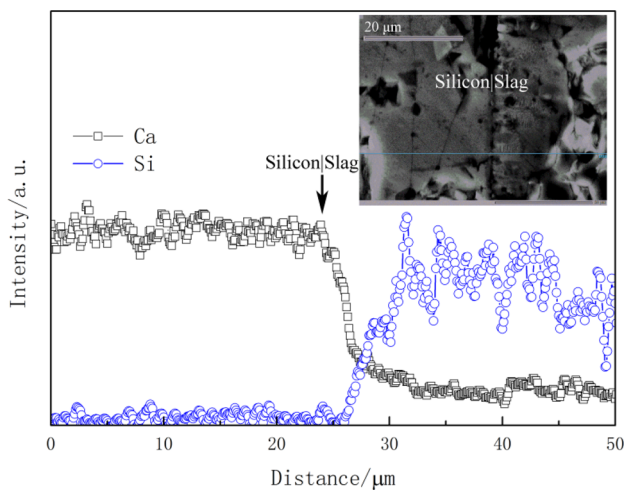 20 μm
Silicon|Slag
Ca
Si
Silicon|Slag
Intensity/a.u.
0 10 20 30 40 50
Distance/μm